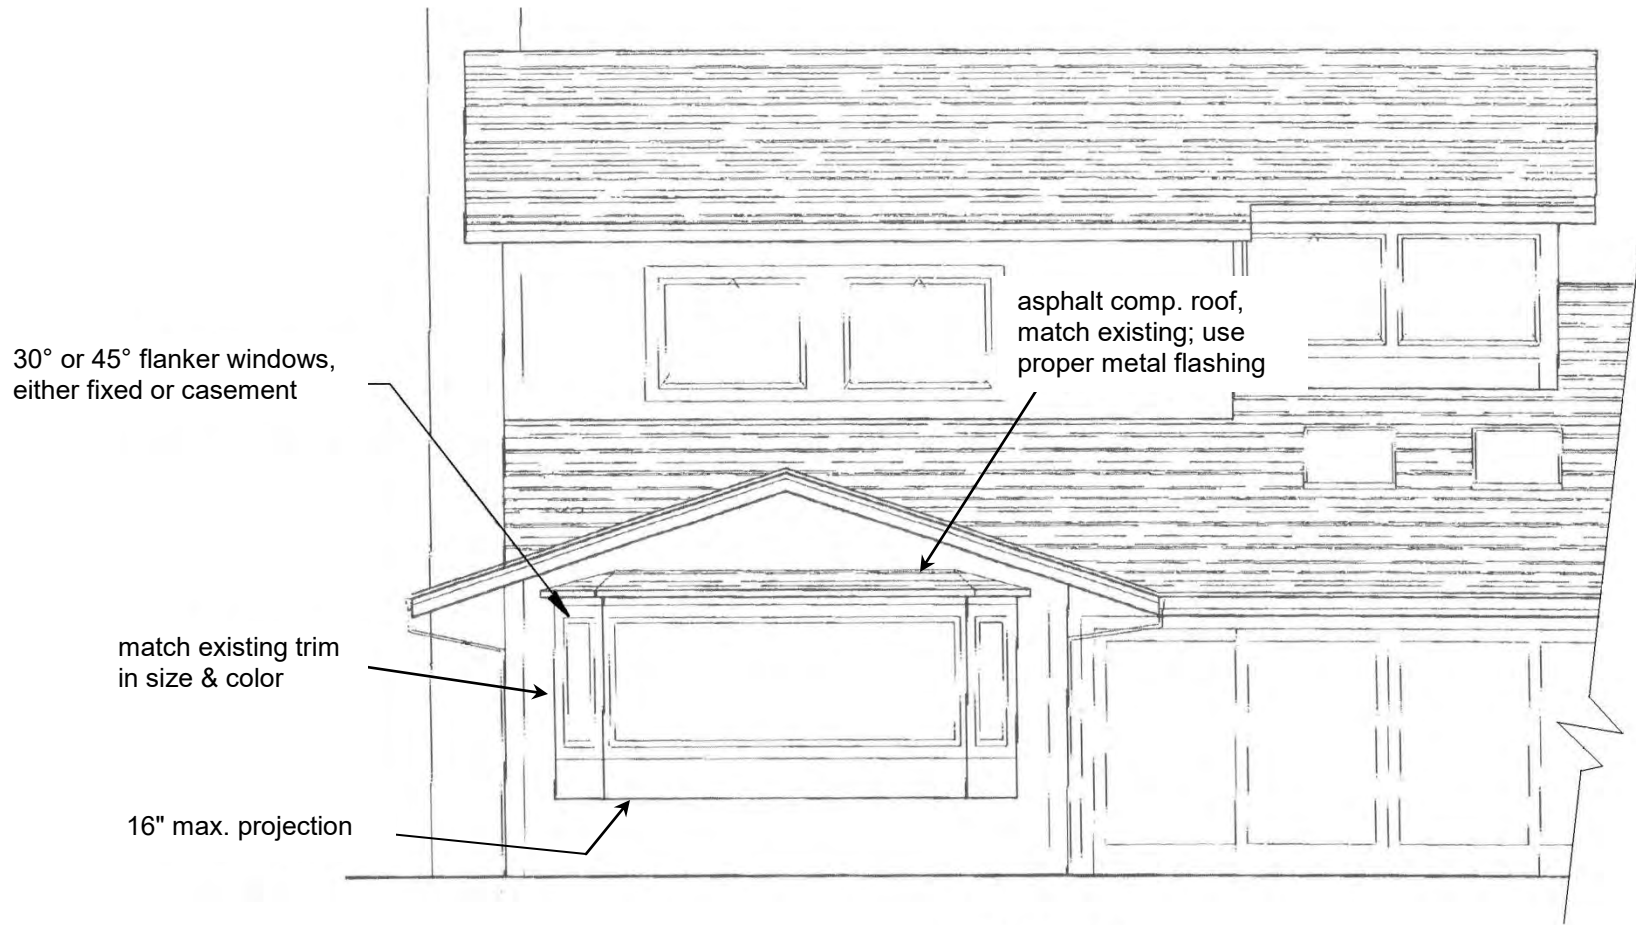 asphalt comp. roof,
match existing; use
proper metal flashing
30° or 45° flanker windows,
either fixed or casement
match existing trim
in size & color
16" max. projection